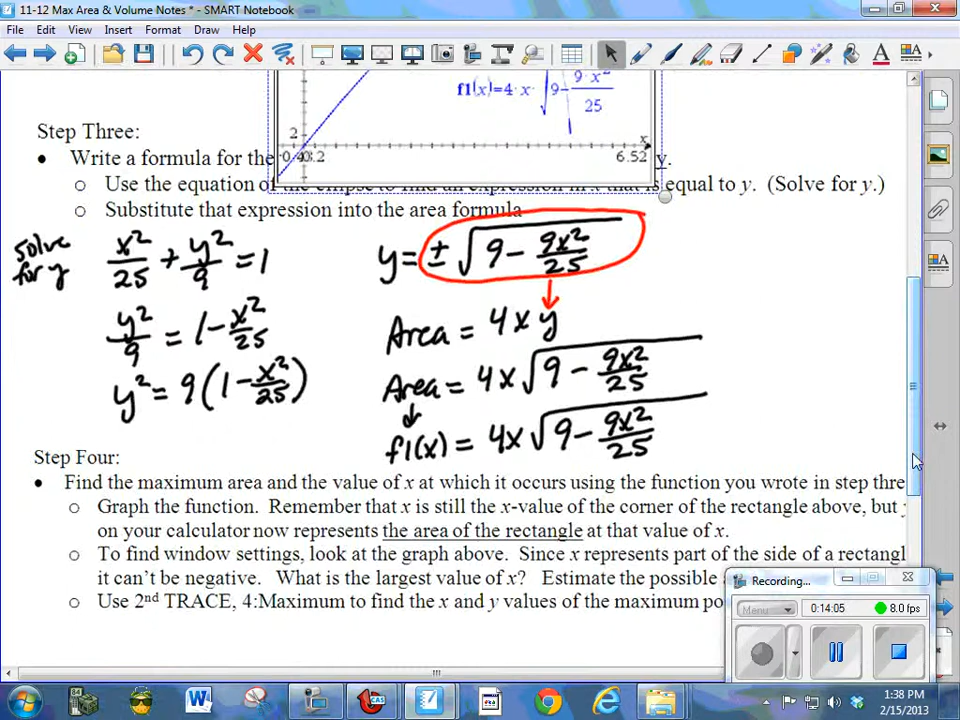 11-12 Max Area & Volume Notes * - SMART Notebook
File Edit View Insert Format Draw Help
f1(x)=4·x·√(9-9·x²/25)
2
-0.43.2
x
6.52
Step Three:
• Write a formula for the y.
o Use the equation of the ellipse to find an expression in x that is equal to y. (Solve for y.)
o Substitute that expression into the area formula
solve for y
x²/25 + y²/9 = 1
y²/9 = 1 - x²/25
y² = 9(1 - x²/25)
y = ± √(9 - 9x²/25)
Area = 4xy
Area = 4x √(9 - 9x²/25)
f1(x) = 4x √(9 - 9x²/25)
Step Four:
• Find the maximum area and the value of x at which it occurs using the function you wrote in step thre
o Graph the function. Remember that x is still the x-value of the corner of the rectangle above, but
on your calculator now represents the area of the rectangle at that value of x.
o To find window settings, look at the graph above. Since x represents part of the side of a rectangl
it can't be negative. What is the largest value of x? Estimate the possible
o Use 2nd TRACE, 4:Maximum to find the x and y values of the maximum po
Recording...
Menu 0:14:05 8.0 fps
1:38 PM
2/15/2013